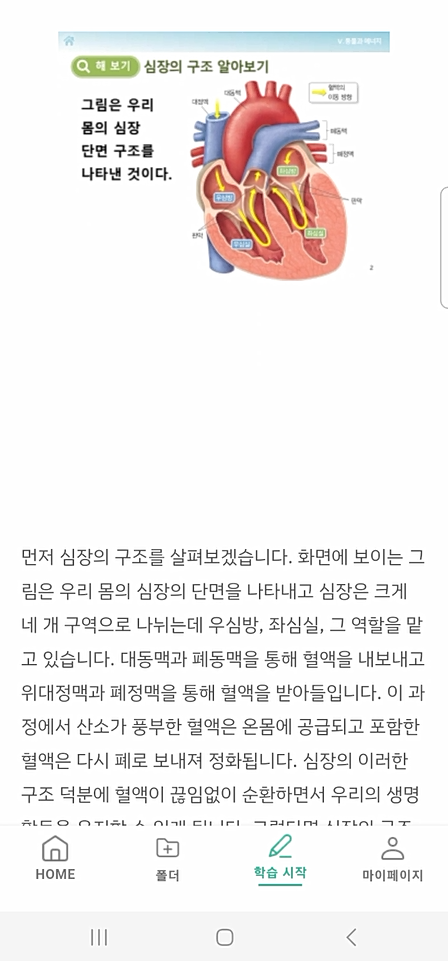 V. 동물과 에너지
해 보기 심장의 구조 알아보기
그림은 우리
몸의 심장
단면 구조를
나타낸 것이다.
혈액의
이동 방향
대동맥
대정맥
폐동맥
폐정맥
좌심방
우심방
판막
판막
좌심실
우심실
2
먼저 심장의 구조를 살펴보겠습니다. 화면에 보이는 그
림은 우리 몸의 심장의 단면을 나타내고 심장은 크게
네 개 구역으로 나뉘는데 우심방, 좌심실, 그 역할을 맡
고 있습니다. 대동맥과 폐동맥을 통해 혈액을 내보내고
위대정맥과 폐정맥을 통해 혈액을 받아들입니다. 이 과
정에서 산소가 풍부한 혈액은 온몸에 공급되고 포함한
혈액은 다시 폐로 보내져 정화됩니다. 심장의 이러한
구조 덕분에 혈액이 끊임없이 순환하면서 우리의 생명
HOME
폴더
학습 시작
마이페이지